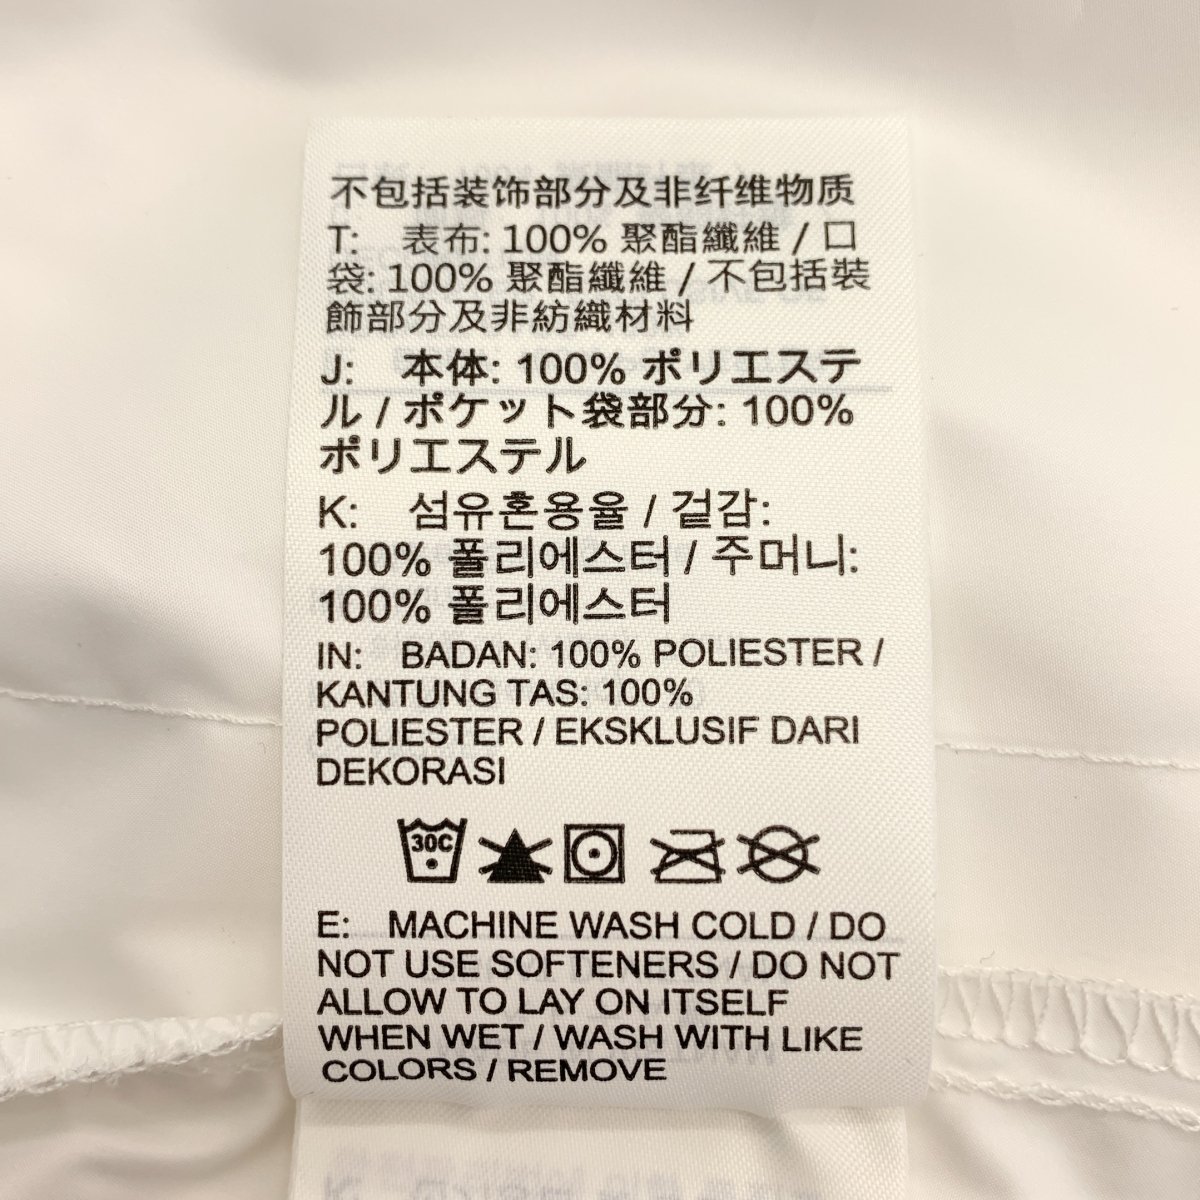 不包括装饰部分及非纤维物质
T: 表布: 100% 聚酯纖維 / 口
袋: 100% 聚酯纖維 / 不包括裝
飾部分及非紡織材料
J: 本体: 100% ポリエステ
ル / ポケット袋部分: 100%
ポリエステル
K: 섬유혼용율 / 겉감:
100% 폴리에스터 / 주머니:
100% 폴리에스터
IN: BADAN: 100% POLIESTER /
KANTUNG TAS: 100%
POLIESTER / EKSKLUSIF DARI
DEKORASI
30C
E: MACHINE WASH COLD / DO
NOT USE SOFTENERS / DO NOT
ALLOW TO LAY ON ITSELF
WHEN WET / WASH WITH LIKE
COLORS / REMOVE